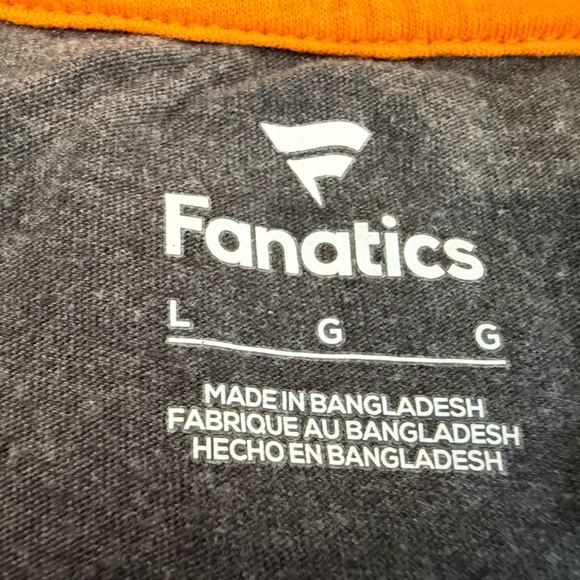 Fanatics
L G G
MADE IN BANGLADESH
FABRIQUE AU BANGLADESH
HECHO EN BANGLADESH